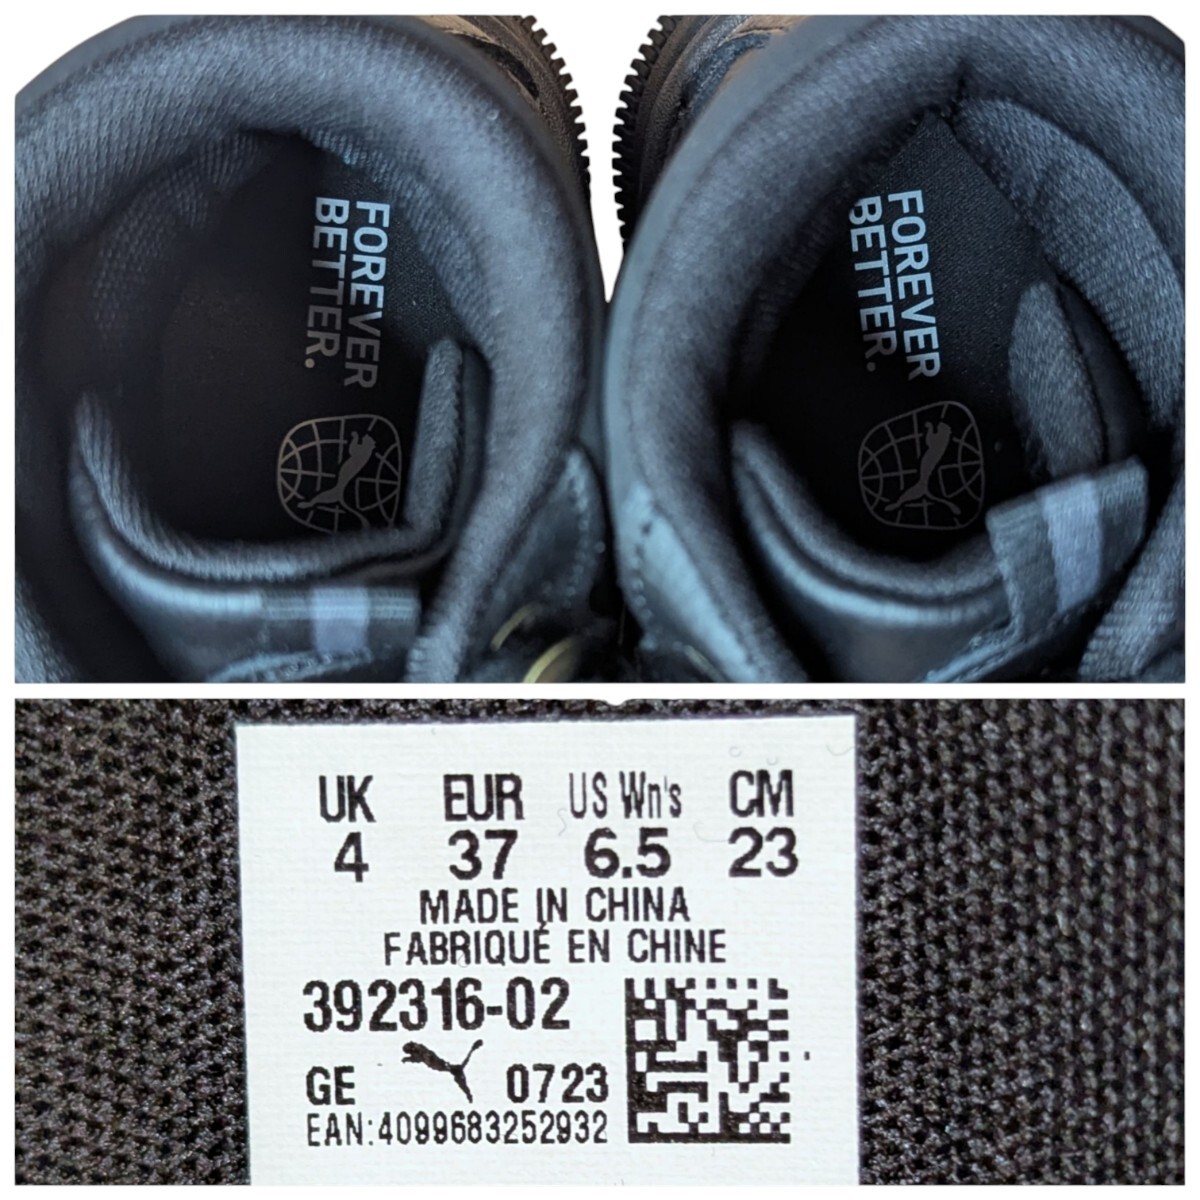 FOREVER
BETTER.
FOREVER
BETTER.
UK EUR US Wn's CM
4 37 6.5 23
MADE IN CHINA
FABRIQUÉ EN CHINE
392316-02
GE 0723
EAN:4099683252932